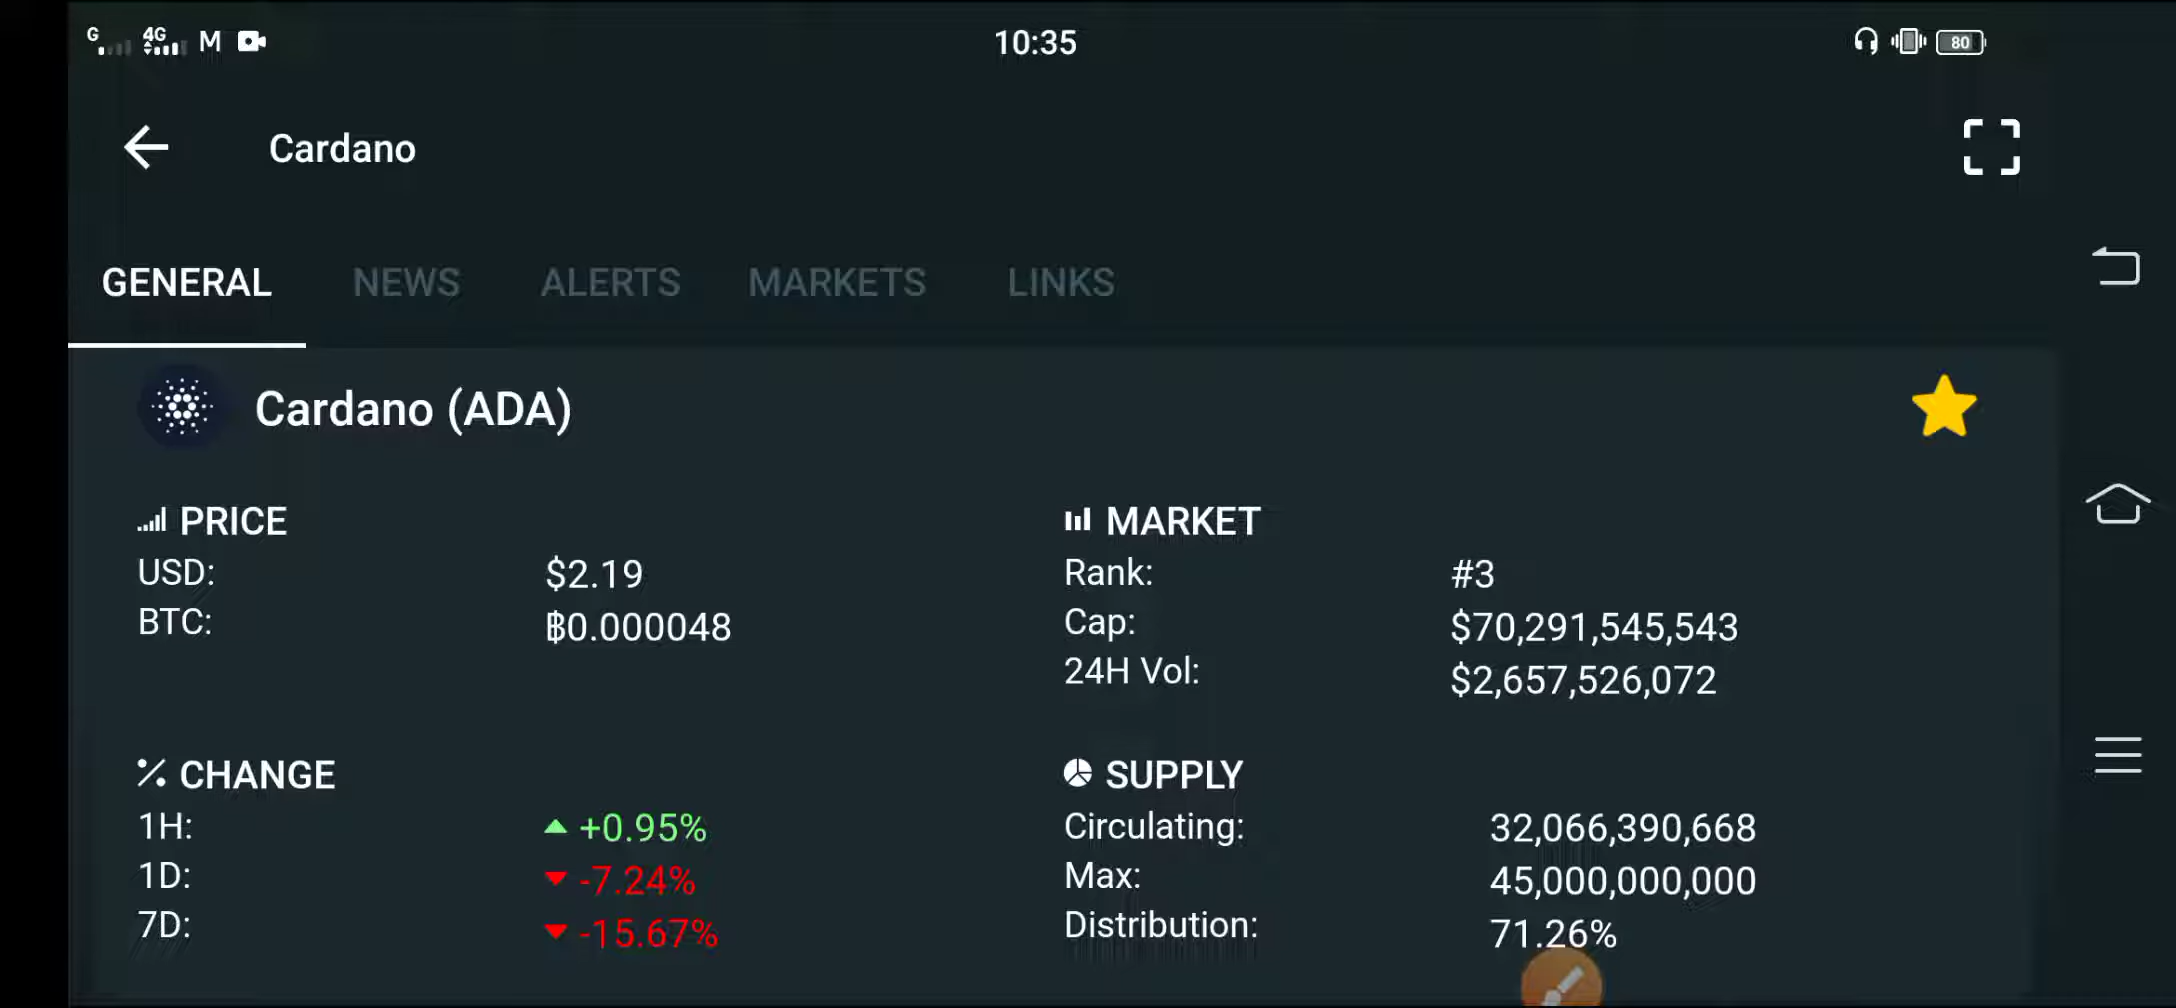 G 4G M 10:35 80
Cardano
GENERAL NEWS ALERTS MARKETS LINKS
Cardano (ADA)
PRICE
USD: $2.19
BTC: ฿0.000048
MARKET
Rank: #3
Cap: $70,291,545,543
24H Vol: $2,657,526,072
CHANGE
1H: +0.95%
1D: -7.24%
7D: -15.67%
SUPPLY
Circulating: 32,066,390,668
Max: 45,000,000,000
Distribution: 71.26%